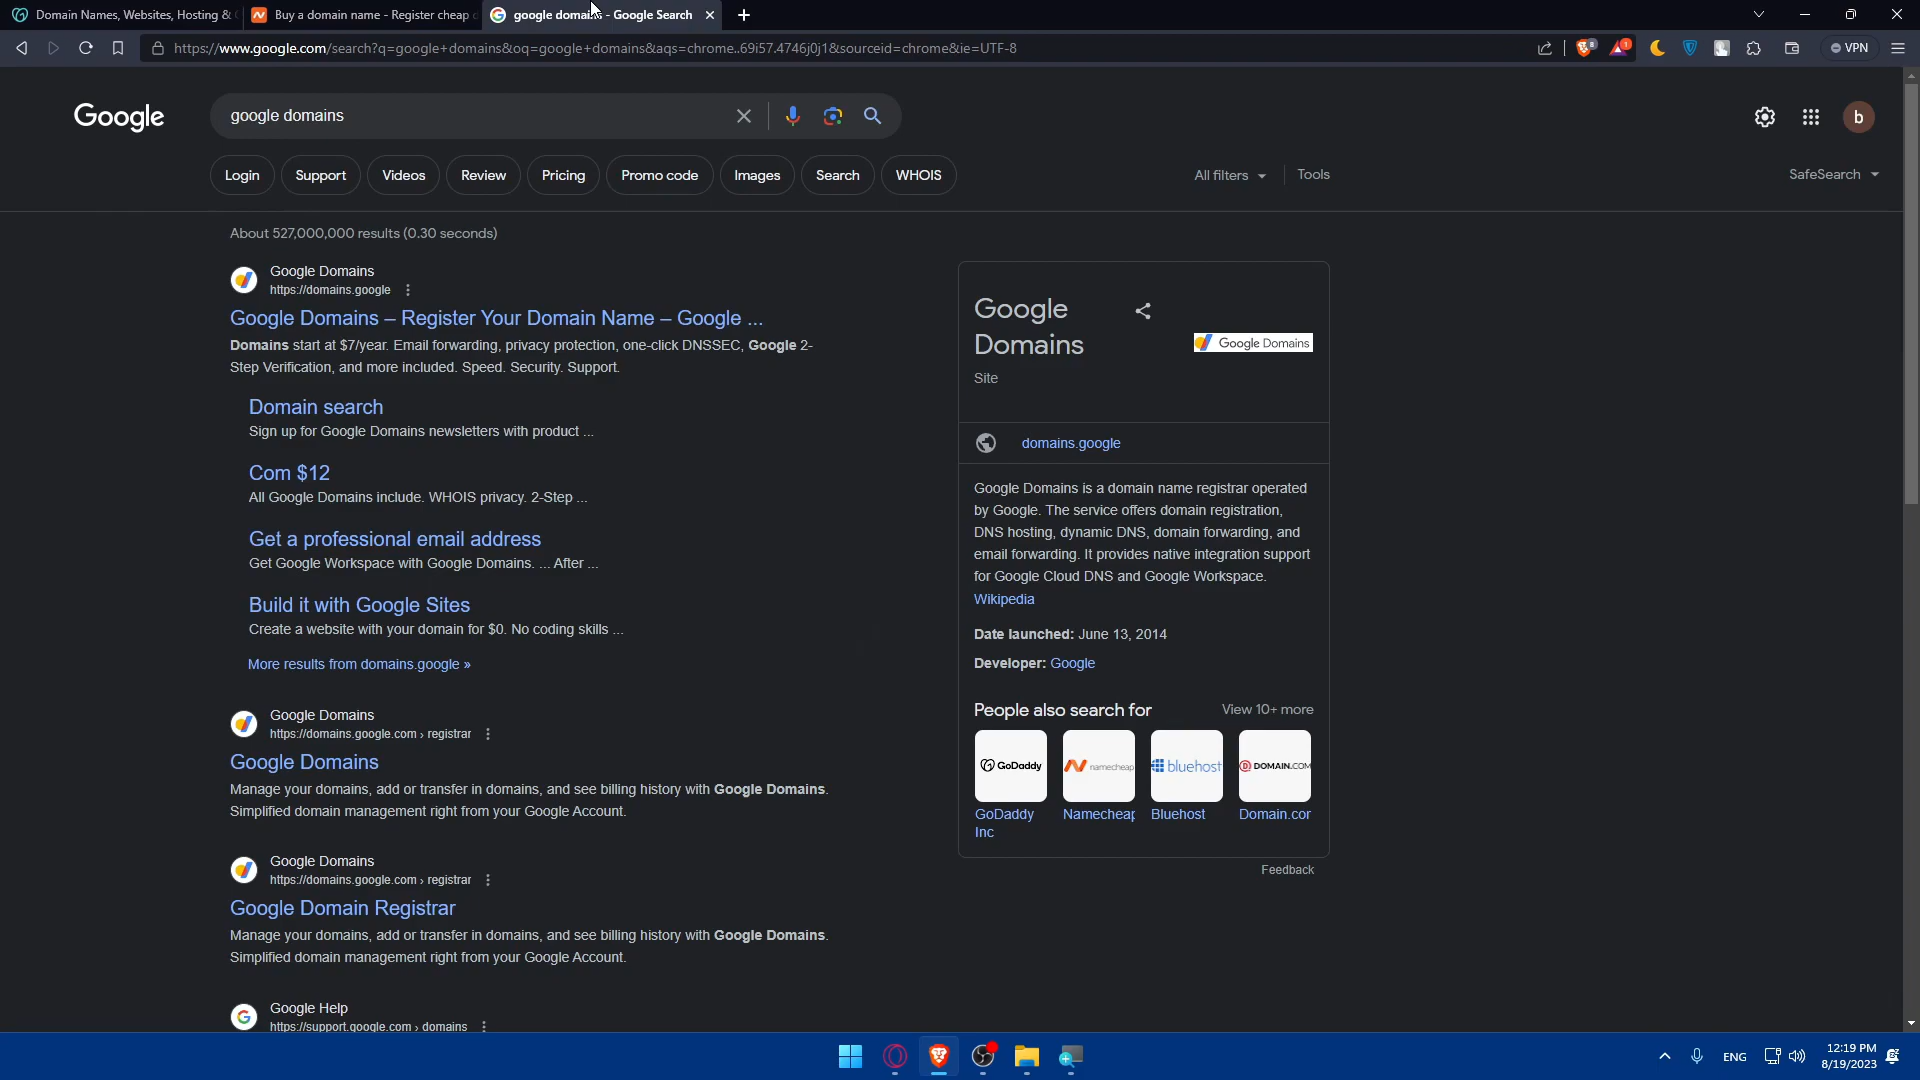 Domain Names, Websites, Hosting &
Buy a domain name - Register cheap
google domains - Google Search
https://www.google.com/search?q=google+domains&oq=google+domains&aqs=chrome..69i57.4746j0j1&sourceid=chrome&ie=UTF-8
8
1
VPN
Google
google domains
b
Login
Support
Videos
Review
Pricing
Promo code
Images
Search
WHOIS
All filters
Tools
SafeSearch
About 527,000,000 results (0.30 seconds)
Google Domains
https://domains.google
Google Domains – Register Your Domain Name – Google ...
Domains start at $7/year. Email forwarding, privacy protection, one-click DNSSEC, Google 2-
Step Verification, and more included. Speed. Security. Support.
Domain search
Sign up for Google Domains newsletters with product ...
Com $12
All Google Domains include. WHOIS privacy. 2-Step ...
Get a professional email address
Get Google Workspace with Google Domains. ... After ...
Build it with Google Sites
Create a website with your domain for $0. No coding skills ...
More results from domains.google »
Google Domains
https://domains.google.com › registrar
Google Domains
Manage your domains, add or transfer in domains, and see billing history with Google Domains.
Simplified domain management right from your Google Account.
Google Domains
https://domains.google.com › registrar
Google Domain Registrar
Manage your domains, add or transfer in domains, and see billing history with Google Domains.
Simplified domain management right from your Google Account.
Google Help
https://support.google.com › domains
Google
Domains
Google Domains
Site
domains.google
Google Domains is a domain name registrar operated
by Google. The service offers domain registration,
DNS hosting, dynamic DNS, domain forwarding, and
email forwarding. It provides native integration support
for Google Cloud DNS and Google Workspace.
Wikipedia
Date launched: June 13, 2014
Developer: Google
People also search for
View 10+ more
GoDaddy
namecheap
bluehost
DOMAIN.COM
GoDaddy
Inc
Namecheap
Bluehost
Domain.cor
Feedback
ENG
12:19 PM
8/19/2023